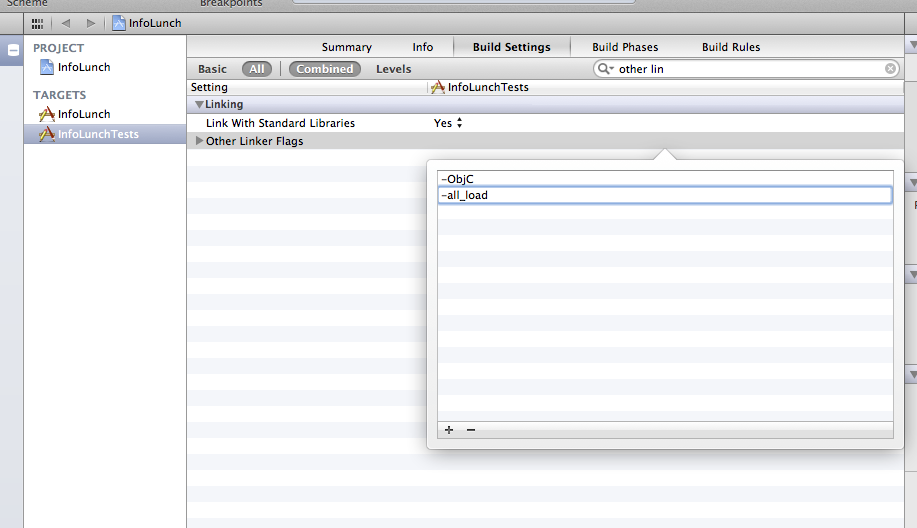 Scheme
Breakpoints
InfoLunch
PROJECT
InfoLunch
TARGETS
InfoLunch
InfoLunchTests
Summary Info Build Settings Build Phases Build Rules
Basic All Combined Levels other lin
Setting InfoLunchTests
Linking
Link With Standard Libraries Yes
Other Linker Flags
-ObjC
-all_load